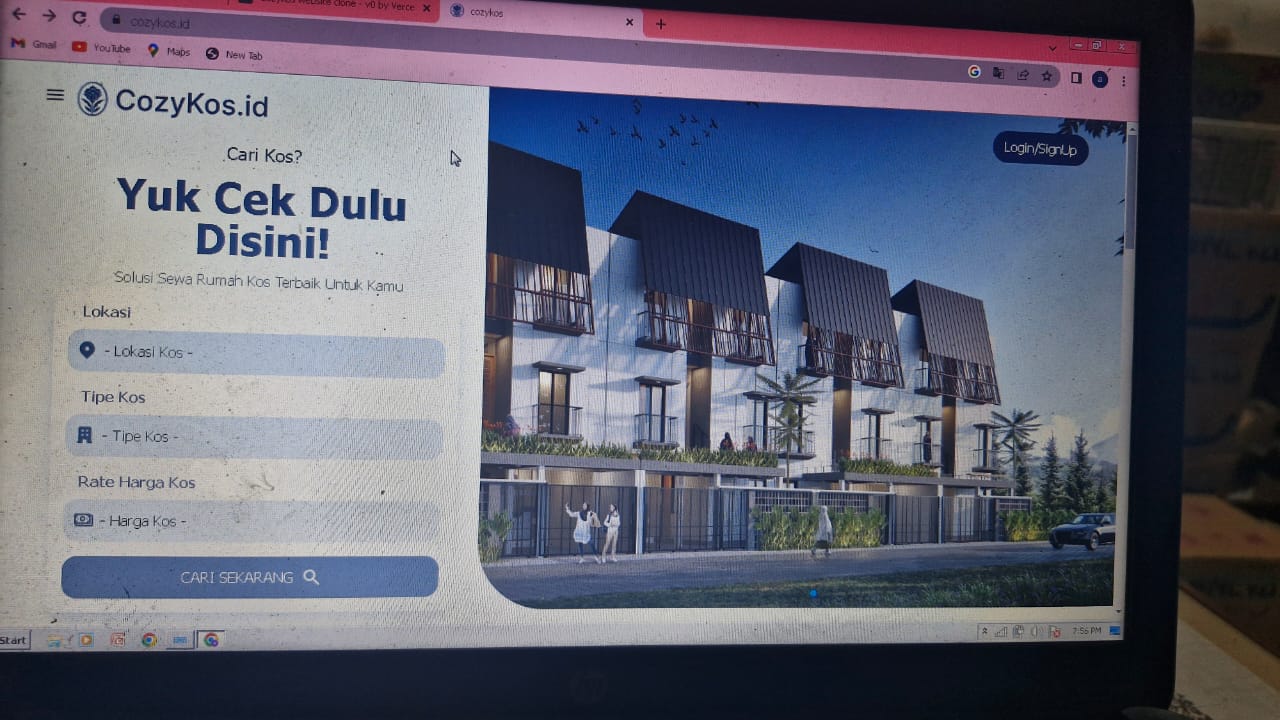 CozyKos website clone - v0 by Verce
cozykos
cozykos.id
Gmail
YouTube
Maps
New Tab
CozyKos.id
Login/SignUp
Cari Kos?
Yuk Cek Dulu
Disini!
Solusi Sewa Rumah Kos Terbaik Untuk Kamu
Lokasi
- Lokasi Kos -
Tipe Kos
- Tipe Kos -
Rate Harga Kos
- Harga Kos -
CARI SEKARANG
Start
7:56 PM